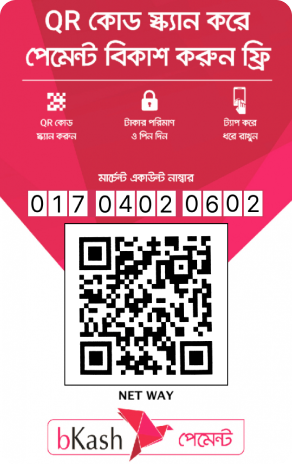 QR কোড স্ক্যান করে
পেমেন্ট বিকাশ করুন ফ্রি
QR কোড
স্ক্যান করুন
টাকার পরিমাণ
ও পিন দিন
ট্যাপ করে
ধরে রাখুন
মার্চেন্ট একাউন্ট নাম্বার
017 0402 0602
NET WAY
bKash পেমেন্ট